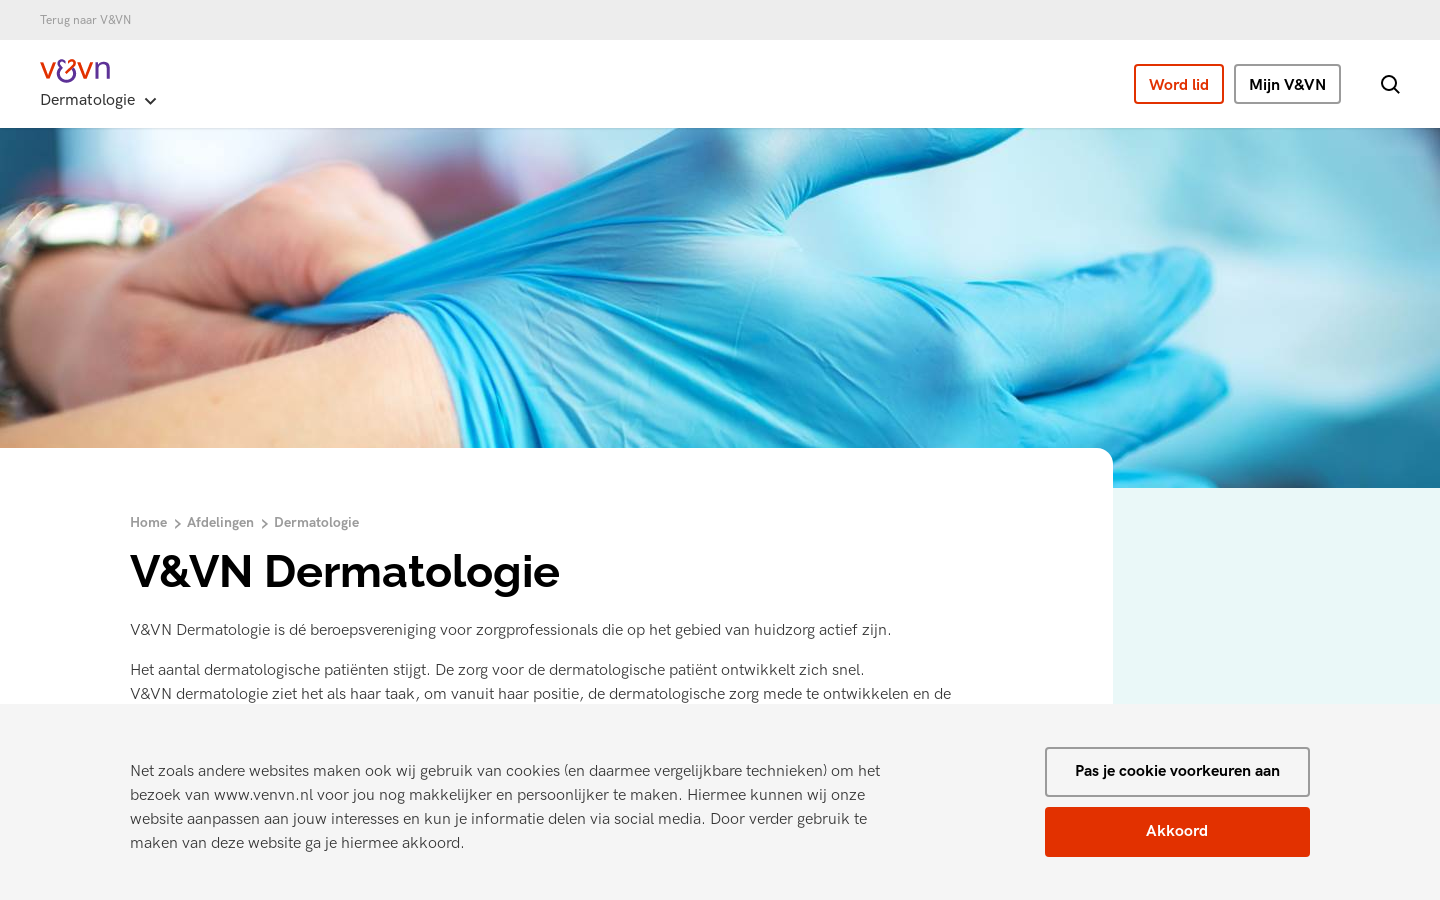 Terug naar V&VN
v&vn
Dermatologie
Word lid
Mijn V&VN
Home
Afdelingen
Dermatologie
V&VN Dermatologie
V&VN Dermatologie is dé beroepsvereniging voor zorgprofessionals die op het gebied van huidzorg actief zijn.
Het aantal dermatologische patiënten stijgt. De zorg voor de dermatologische patiënt ontwikkelt zich snel.
V&VN dermatologie ziet het als haar taak, om vanuit haar positie, de dermatologische zorg mede te ontwikkelen en de
Net zoals andere websites maken ook wij gebruik van cookies (en daarmee vergelijkbare technieken) om het
bezoek van www.venvn.nl voor jou nog makkelijker en persoonlijker te maken. Hiermee kunnen wij onze
website aanpassen aan jouw interesses en kun je informatie delen via social media. Door verder gebruik te
maken van deze website ga je hiermee akkoord.
Pas je cookie voorkeuren aan
Akkoord